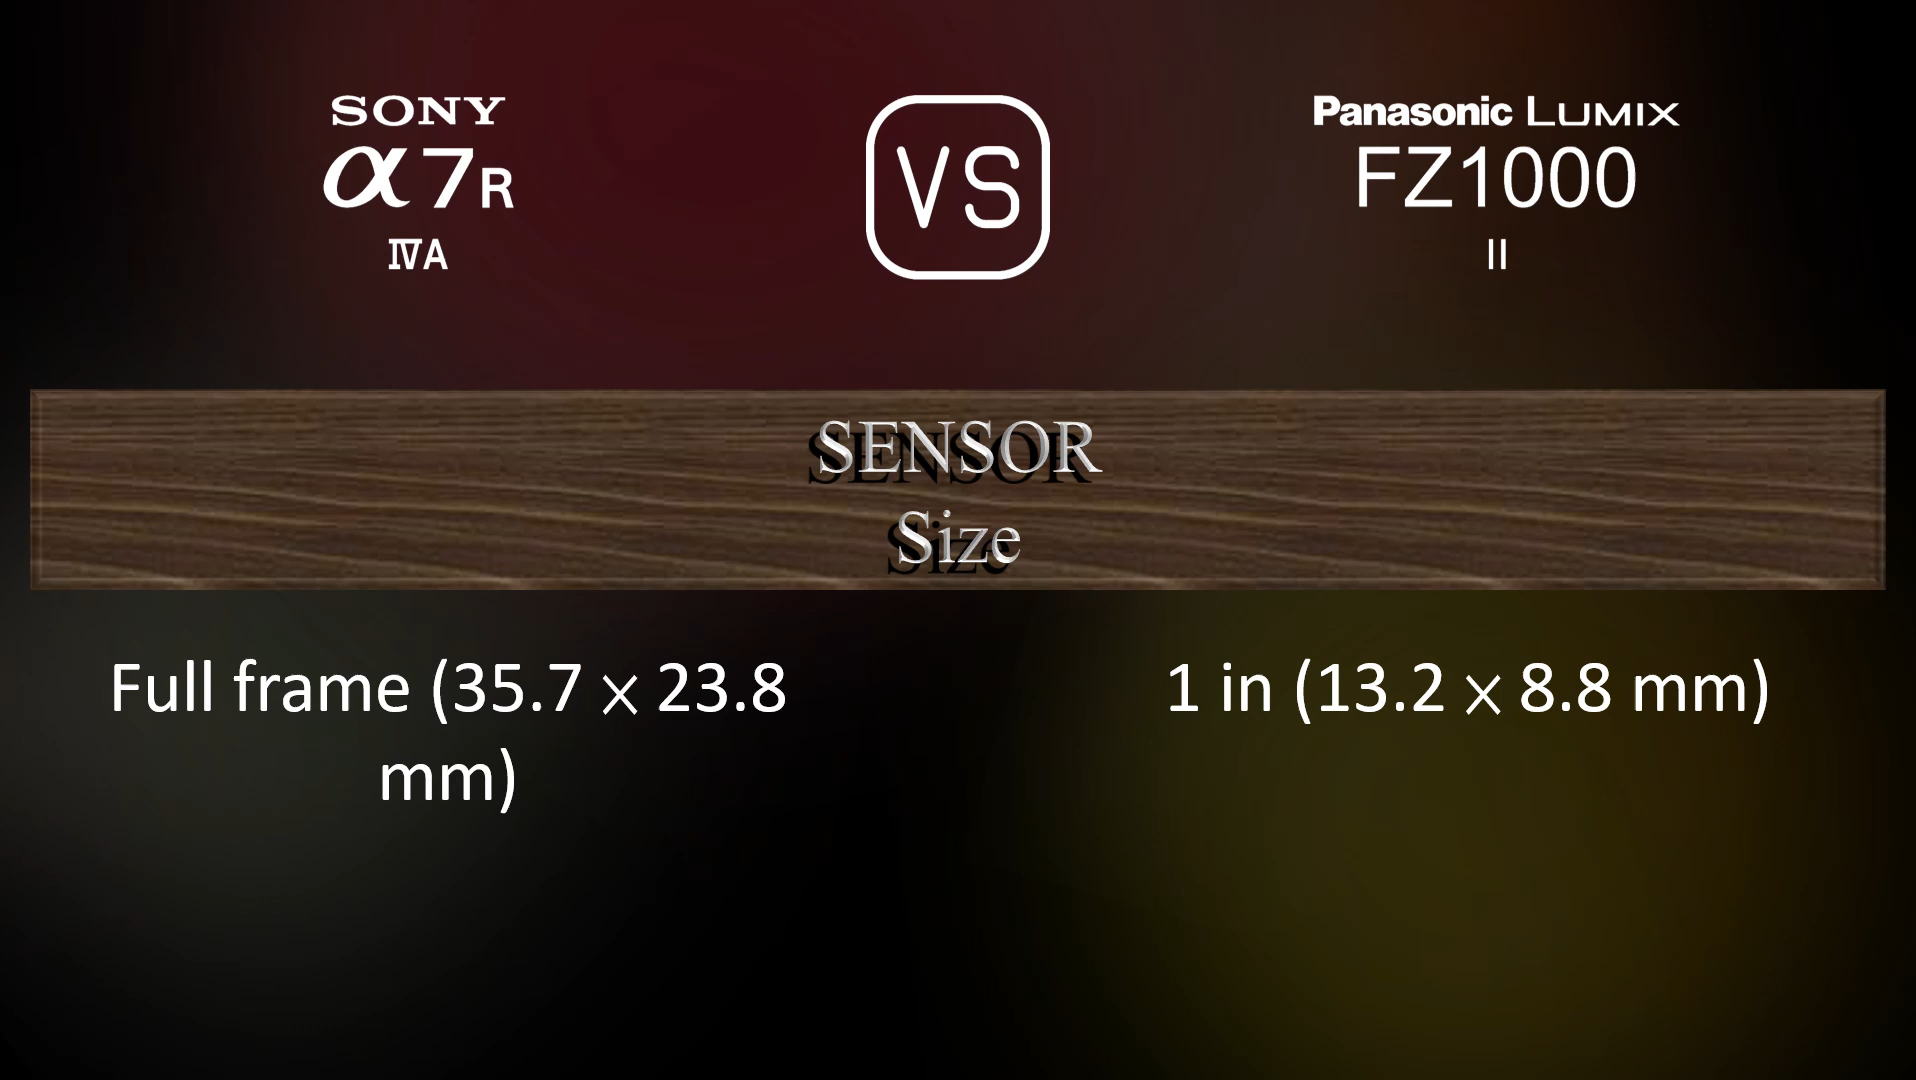 SONY
α7R
IVA
VS
Panasonic LUMIX
FZ1000
II
SENSOR
Size
Full frame (35.7 x 23.8
mm)
1 in (13.2 x 8.8 mm)